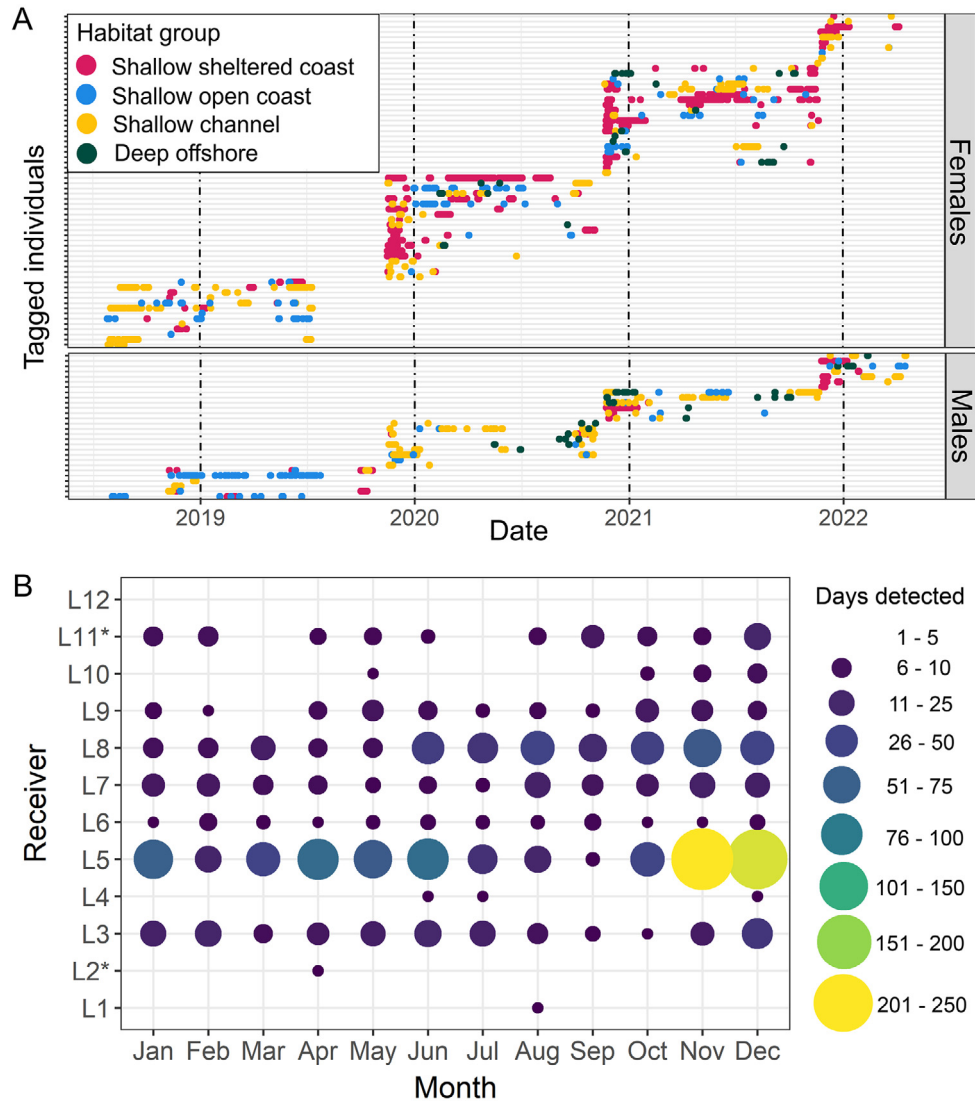 A
Habitat group
Shallow sheltered coast
Shallow open coast
Shallow channel
Deep offshore
Tagged individuals
Females
Males
2019
2020
2021
2022
Date
B
Receiver
L12
L11*
L10
L9
L8
L7
L6
L5
L4
L3
L2*
L1
Jan Feb Mar Apr May Jun Jul Aug Sep Oct Nov Dec
Month
Days detected
1 - 5
6 - 10
11 - 25
26 - 50
51 - 75
76 - 100
101 - 150
151 - 200
201 - 250